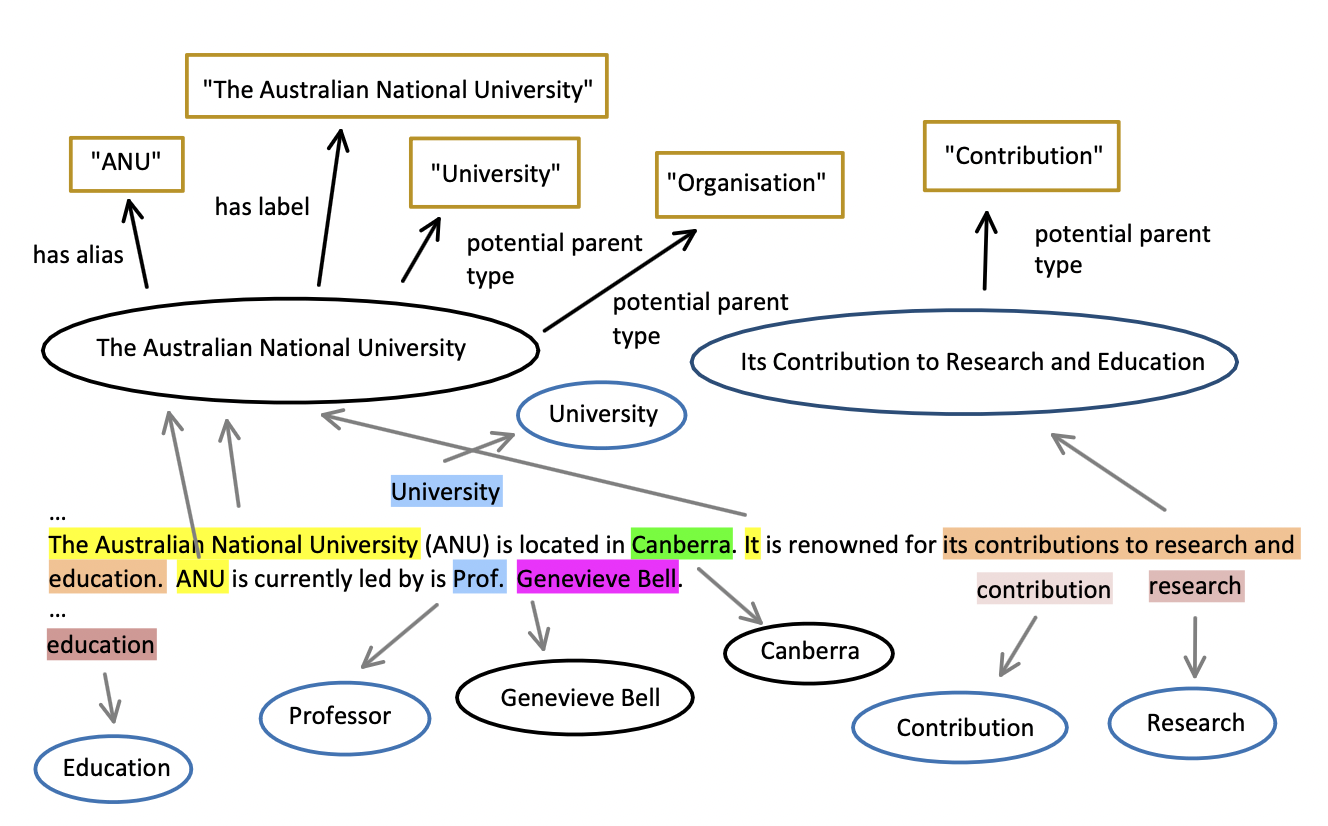 "The Australian National University"
"ANU"
"University"
"Organisation"
"Contribution"
has label
has alias
potential parent
type
potential parent
type
potential parent
type
The Australian National University
Its Contribution to Research and Education
University
University
...
The Australian National University (ANU) is located in Canberra. It is renowned for its contributions to research and
education. ANU is currently led by is Prof. Genevieve Bell.
contribution
research
...
education
Canberra
Genevieve Bell
Professor
Contribution
Research
Education